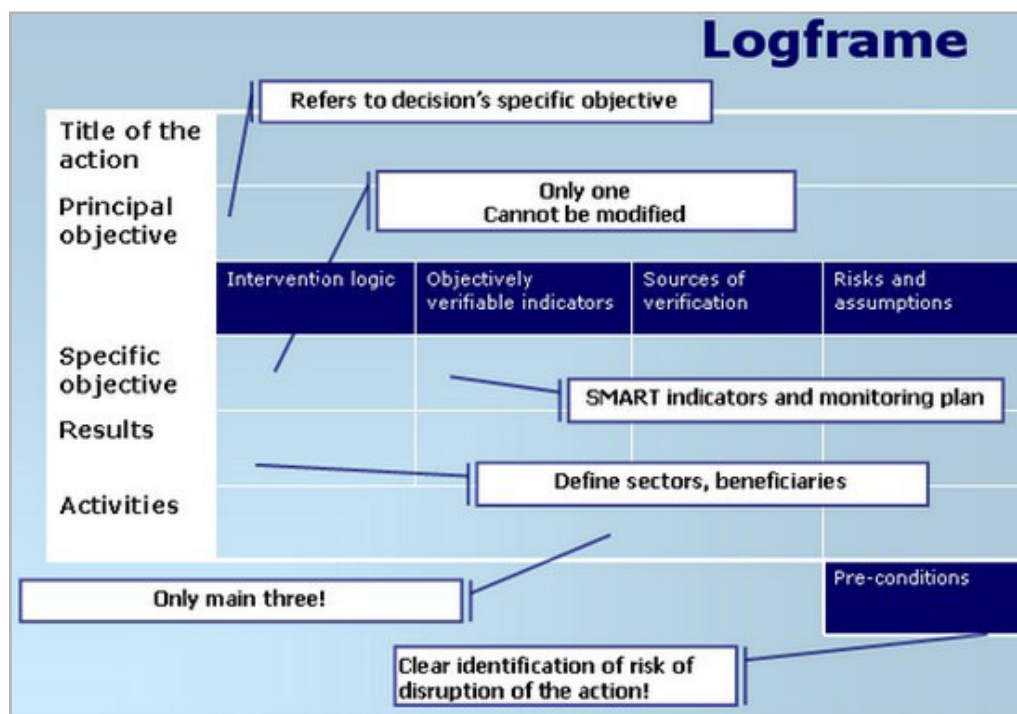 Logframe
Refers to decision's specific objective
Title of the
action
Only one
Cannot be modified
Principal
objective
Intervention logic
Objectively
verifiable indicators
Sources of
verification
Risks and
assumptions
Specific
objective
SMART indicators and monitoring plan
Results
Define sectors, beneficiaries
Activities
Pre-conditions
Only main three!
Clear identification of risk of
disruption of the action!